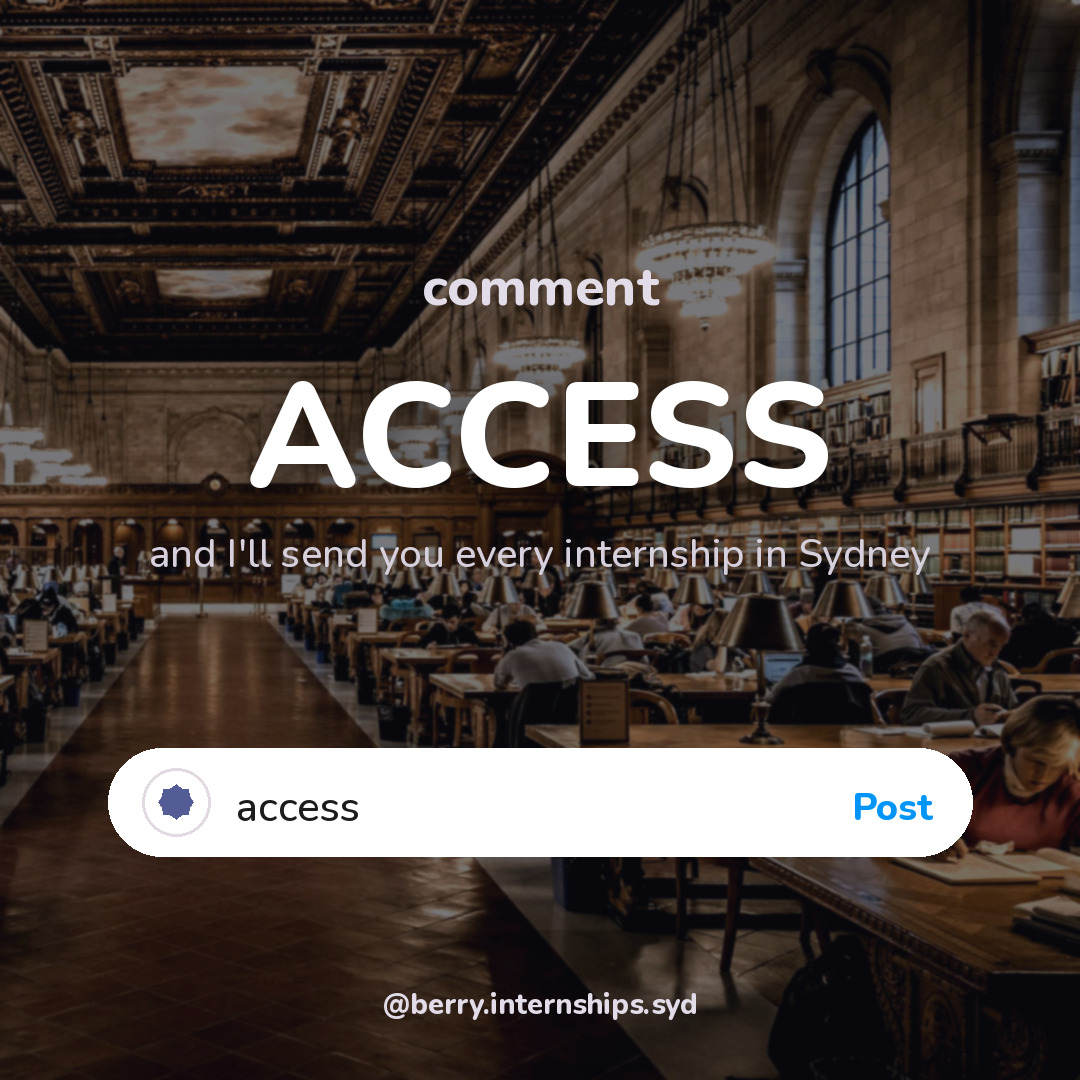 comment
ACCESS
and I'll send you every internship in Sydney
access
Post
@berry.internships.syd